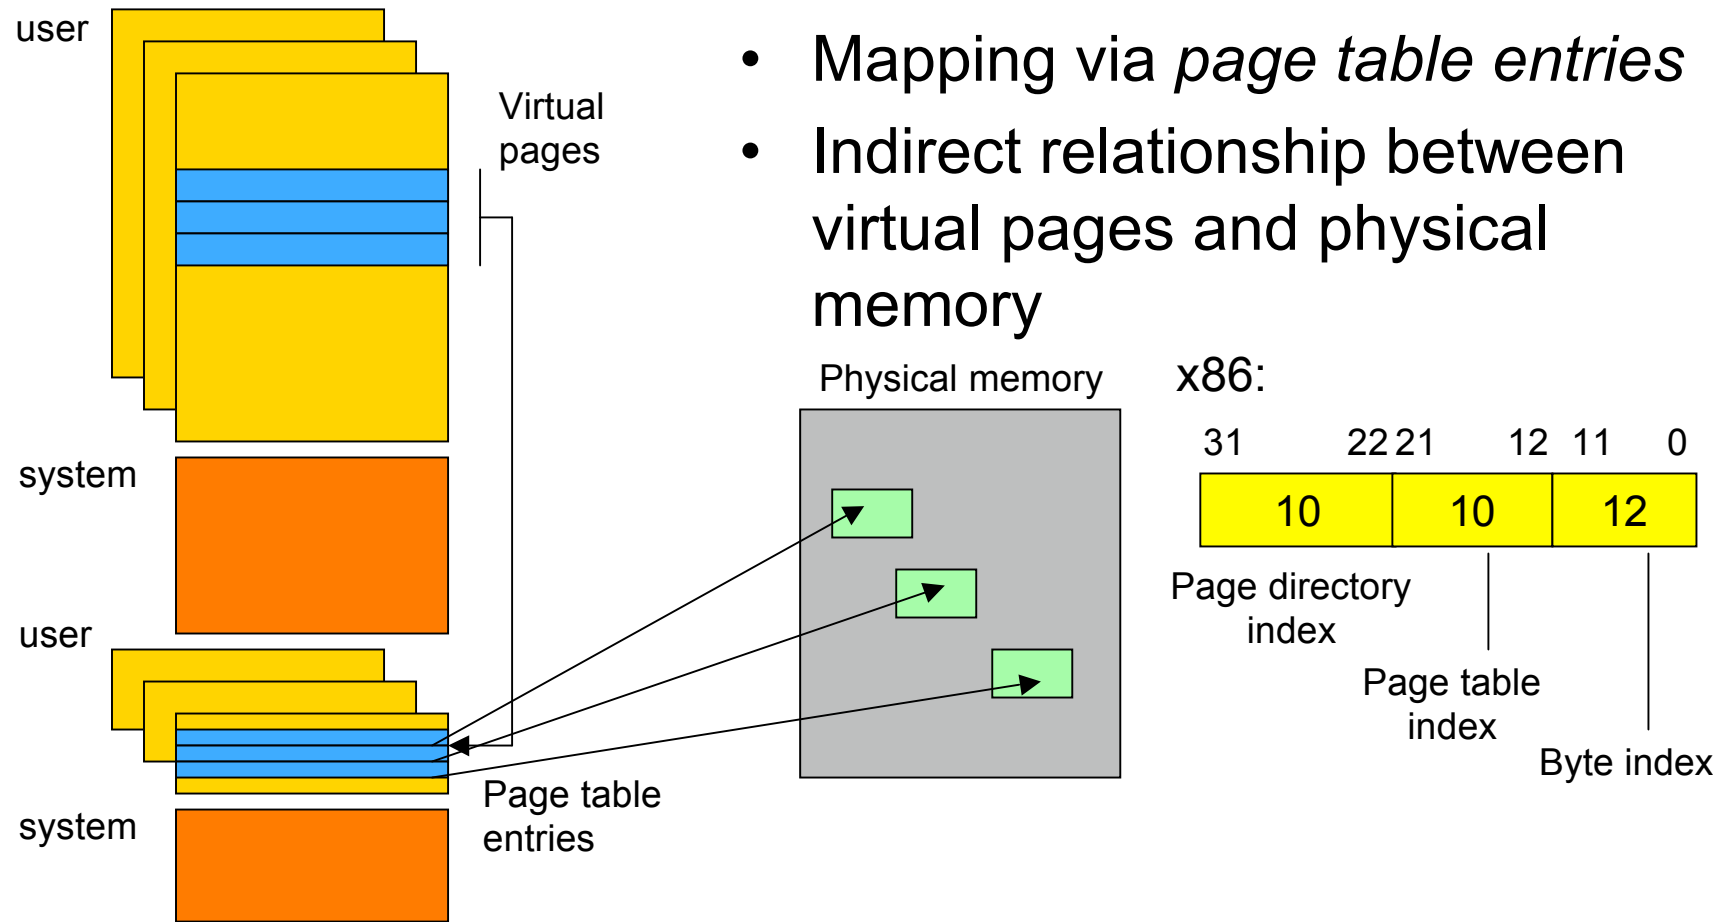 user
Virtual
pages
system
user
Page table
entries
system
• Mapping via page table entries
• Indirect relationship between
virtual pages and physical
memory
Physical memory
x86:
31 22 21 12 11 0
10 10 12
Page directory
index
Page table
index
Byte index